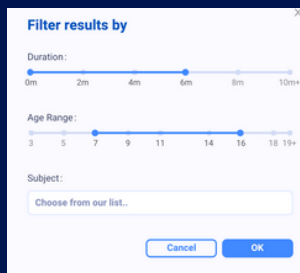 Filter results by
Duration:
0m 2m 4m 6m 8m 10m+
Age Range:
3 5 7 9 11 14 16 18 19+
Subject:
Choose from our list..
Cancel OK